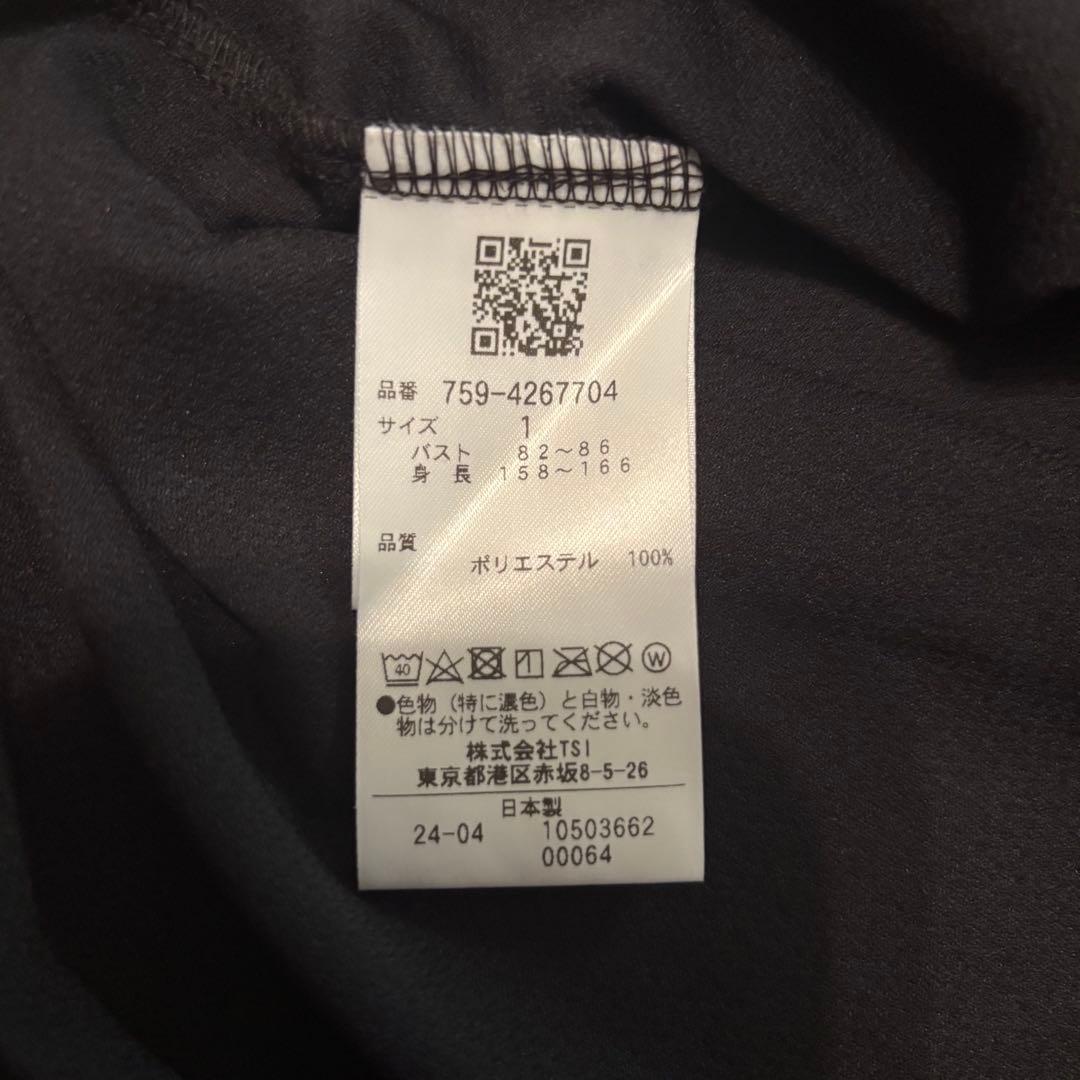 品番 759-4267704
サイズ 1
バスト 82～86
身長 158～166
品質
ポリエステル 100%
40 W
●色物（特に濃色）と白物・淡色
物は分けて洗ってください。
株式会社TSI
東京都港区赤坂8-5-26
日本製
24-04 10503662
00064